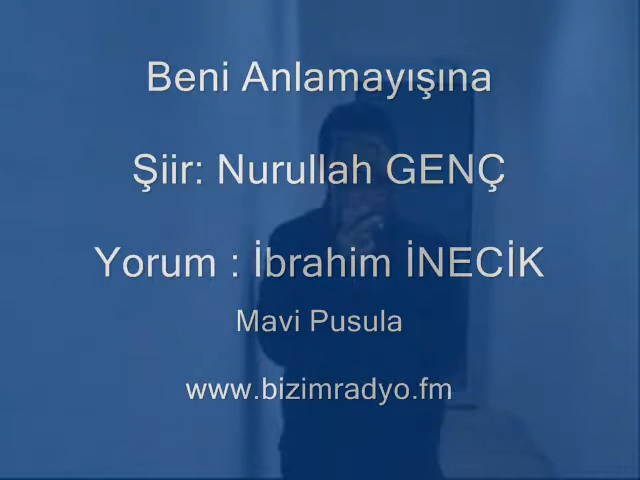 Beni Anlamayışına
Şiir: Nurullah GENÇ
Yorum : İbrahim İNECİK
Mavi Pusula
www.bizimradyo.fm